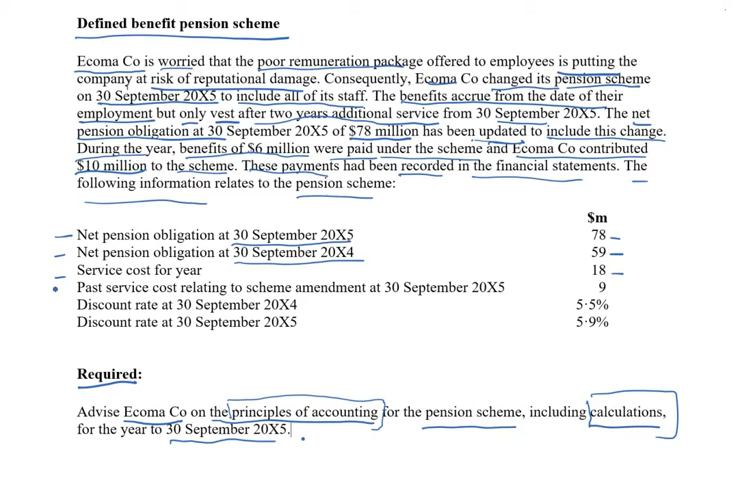 Defined benefit pension scheme
Ecoma Co is worried that the poor remuneration package offered to employees is putting the
company at risk of reputational damage. Consequently, Ecoma Co changed its pension scheme
on 30 September 20X5 to include all of its staff. The benefits accrue from the date of their
employment but only vest after two years additional service from 30 September 20X5. The net
pension obligation at 30 September 20X5 of $78 million has been updated to include this change.
During the year, benefits of $6 million were paid under the scheme and Ecoma Co contributed
$10 million to the scheme. These payments had been recorded in the financial statements. The
following information relates to the pension scheme:
$m
Net pension obligation at 30 September 20X5 78
Net pension obligation at 30 September 20X4 59
Service cost for year 18
Past service cost relating to scheme amendment at 30 September 20X5 9
Discount rate at 30 September 20X4 5·5%
Discount rate at 30 September 20X5 5·9%
Required:
Advise Ecoma Co on the principles of accounting for the pension scheme, including calculations,
for the year to 30 September 20X5.